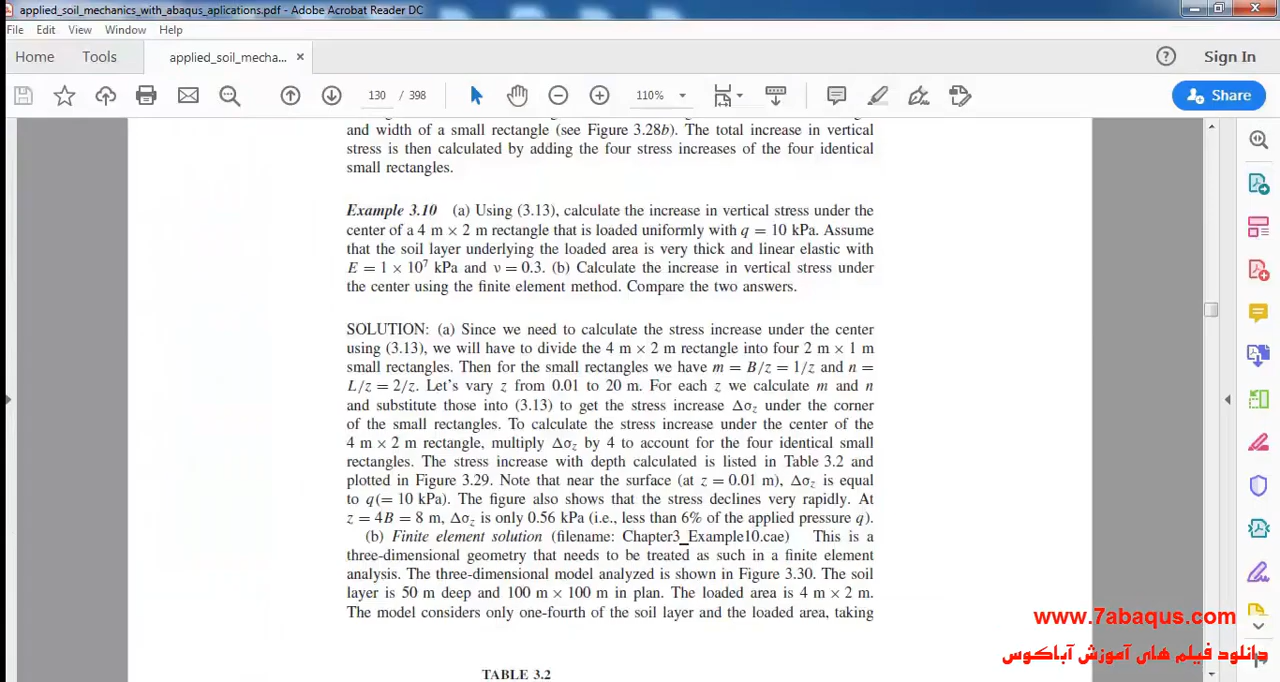 applied_soil_mechanics_with_abaqus_aplications.pdf - Adobe Acrobat Reader DC
File Edit View Window Help
Home Tools applied_soil_mecha... × Sign In
130 / 398 110% Share
and width of a small rectangle (see Figure 3.28b). The total increase in vertical
stress is then calculated by adding the four stress increases of the four identical
small rectangles.
Example 3.10 (a) Using (3.13), calculate the increase in vertical stress under the
center of a 4 m × 2 m rectangle that is loaded uniformly with q = 10 kPa. Assume
that the soil layer underlying the loaded area is very thick and linear elastic with
E = 1 × 10⁷ kPa and ν = 0.3. (b) Calculate the increase in vertical stress under
the center using the finite element method. Compare the two answers.
SOLUTION: (a) Since we need to calculate the stress increase under the center
using (3.13), we will have to divide the 4 m × 2 m rectangle into four 2 m × 1 m
small rectangles. Then for the small rectangles we have m = B/z = 1/z and n =
L/z = 2/z. Let's vary z from 0.01 to 20 m. For each z we calculate m and n
and substitute those into (3.13) to get the stress increase Δσz under the corner
of the small rectangles. To calculate the stress increase under the center of the
4 m × 2 m rectangle, multiply Δσz by 4 to account for the four identical small
rectangles. The stress increase with depth calculated is listed in Table 3.2 and
plotted in Figure 3.29. Note that near the surface (at z = 0.01 m), Δσz is equal
to q(= 10 kPa). The figure also shows that the stress declines very rapidly. At
z = 4B = 8 m, Δσz is only 0.56 kPa (i.e., less than 6% of the applied pressure q).
(b) Finite element solution (filename: Chapter3_Example10.cae) This is a
three-dimensional geometry that needs to be treated as such in a finite element
analysis. The three-dimensional model analyzed is shown in Figure 3.30. The soil
layer is 50 m deep and 100 m × 100 m in plan. The loaded area is 4 m × 2 m.
The model considers only one-fourth of the soil layer and the loaded area, taking
TABLE 3.2
www.7abaqus.com
دانلود فیلم های آموزش آباکوس